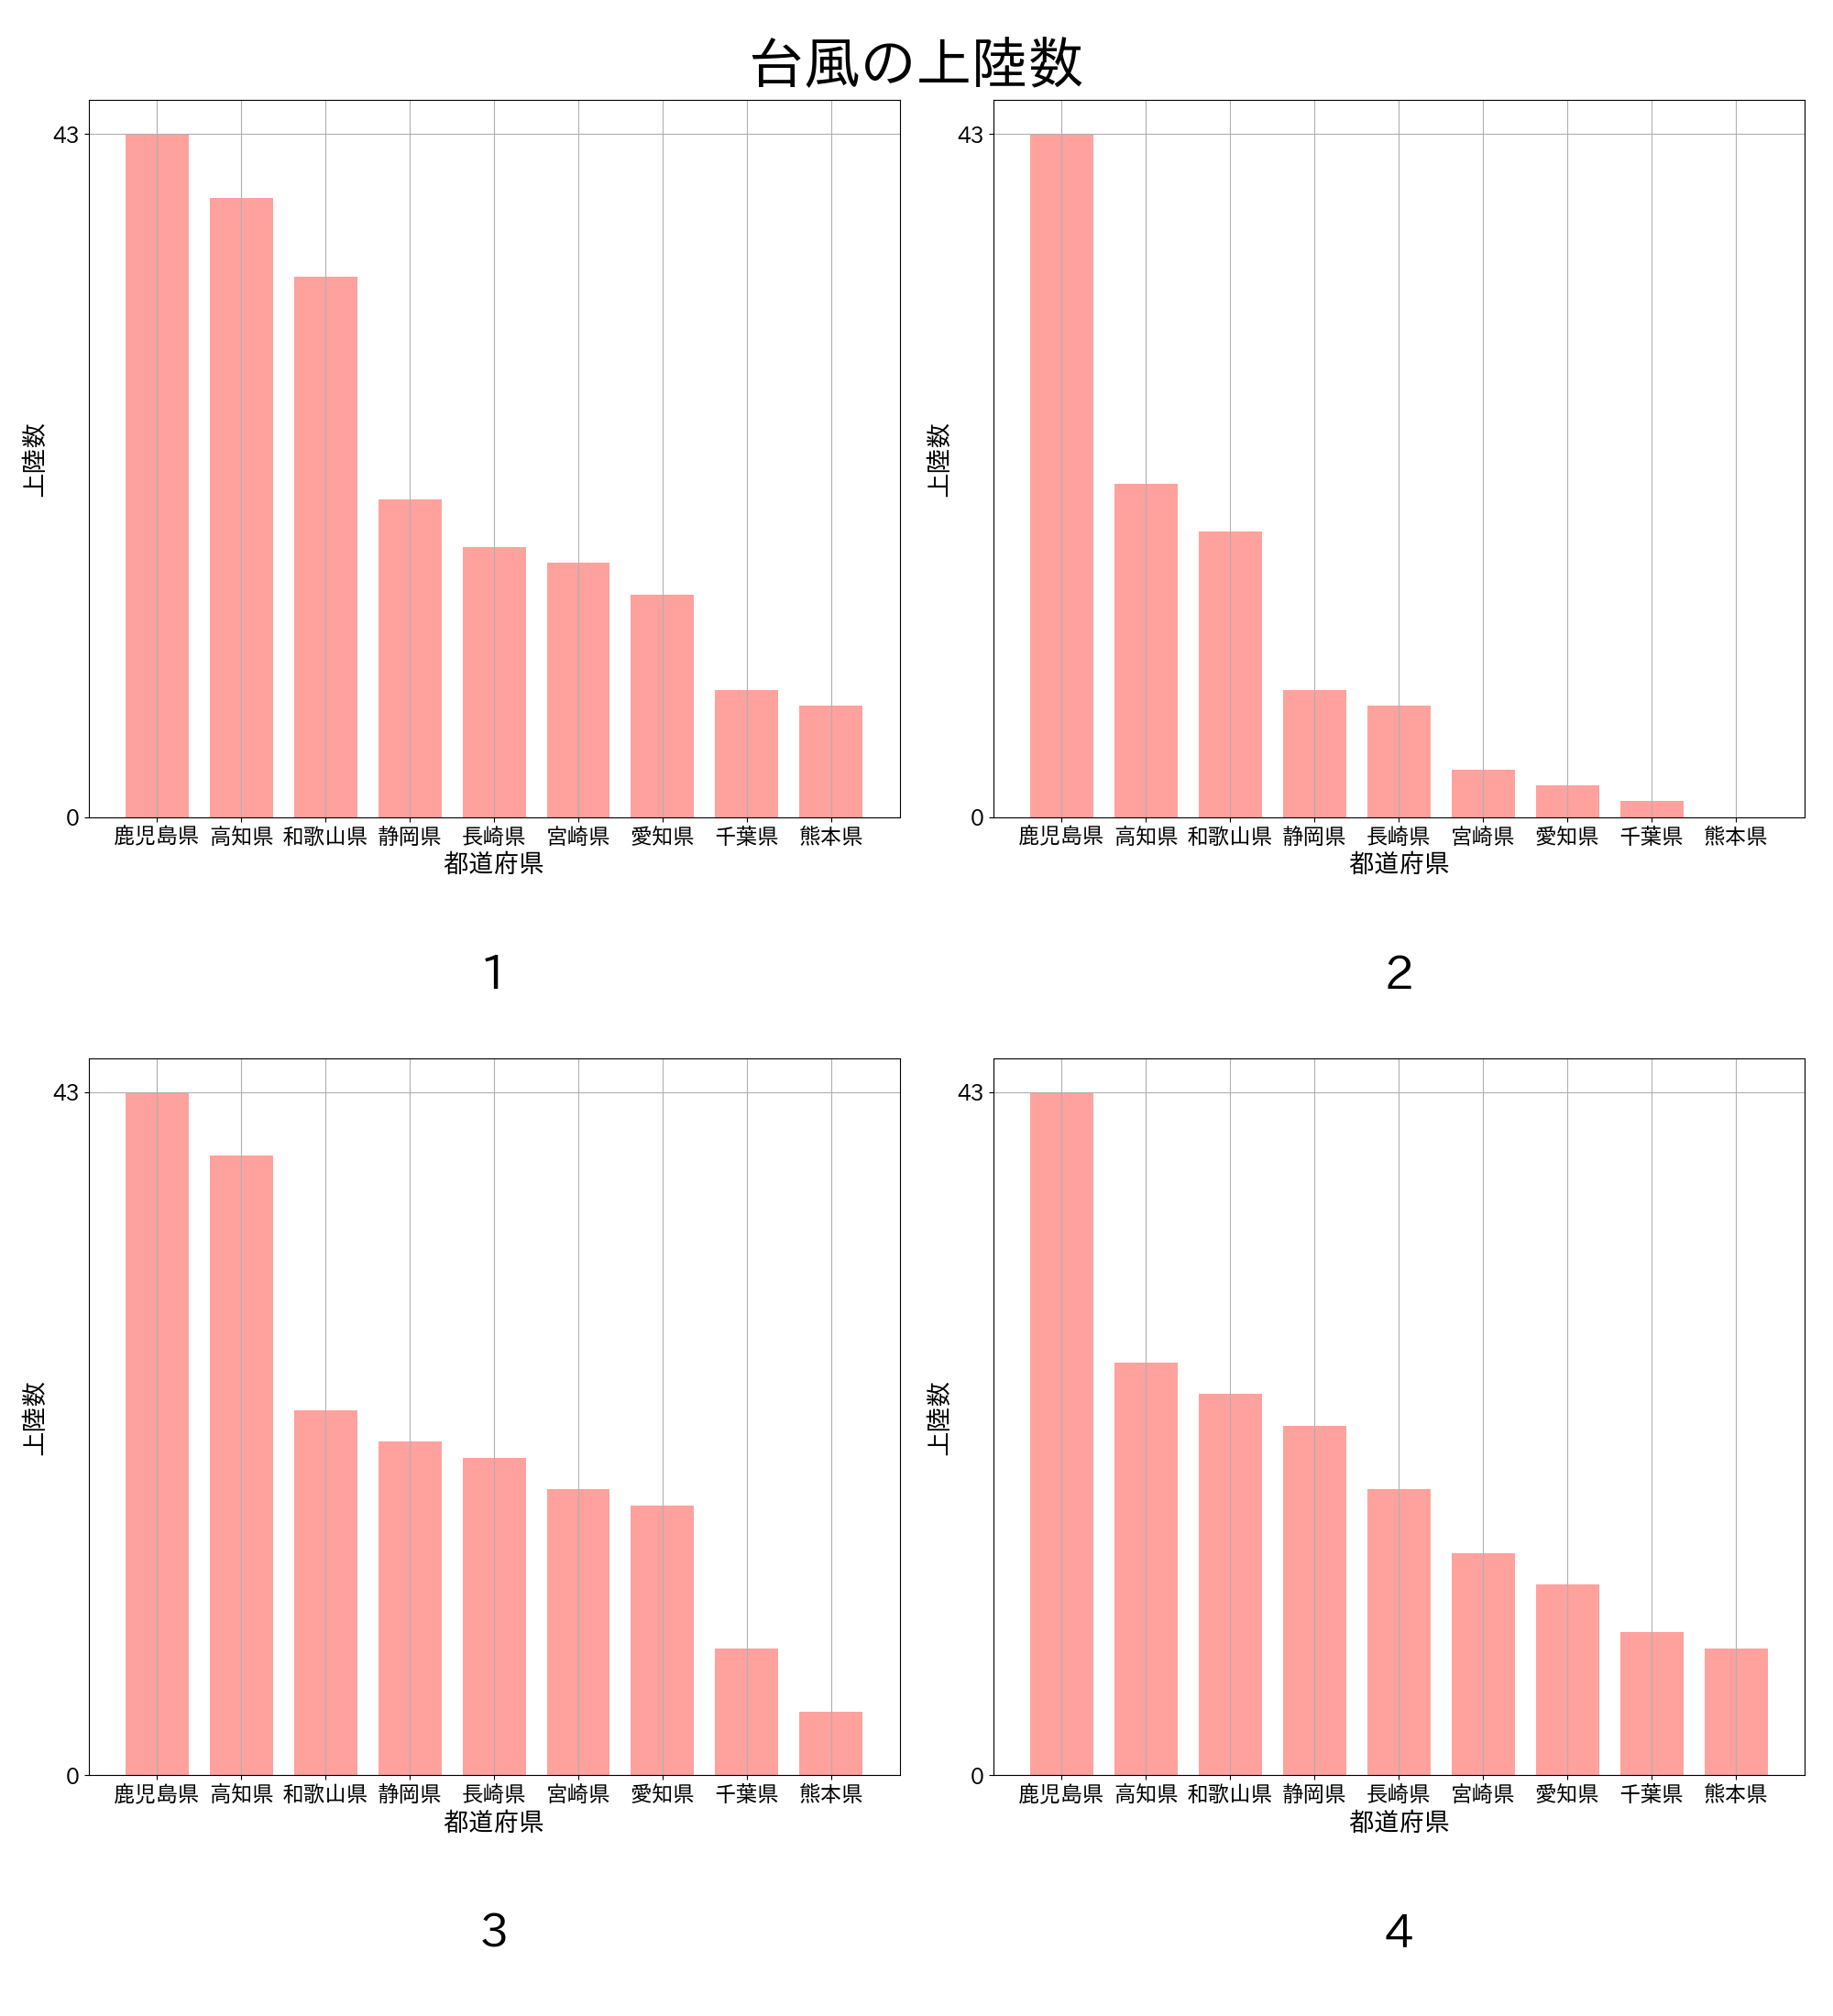 台風の上陸数
43
0
上陸数
鹿児島県 高知県 和歌山県 静岡県 長崎県 宮崎県 愛知県 千葉県 熊本県
都道府県
1
43
0
上陸数
鹿児島県 高知県 和歌山県 静岡県 長崎県 宮崎県 愛知県 千葉県 熊本県
都道府県
2
43
0
上陸数
鹿児島県 高知県 和歌山県 静岡県 長崎県 宮崎県 愛知県 千葉県 熊本県
都道府県
3
43
0
上陸数
鹿児島県 高知県 和歌山県 静岡県 長崎県 宮崎県 愛知県 千葉県 熊本県
都道府県
4